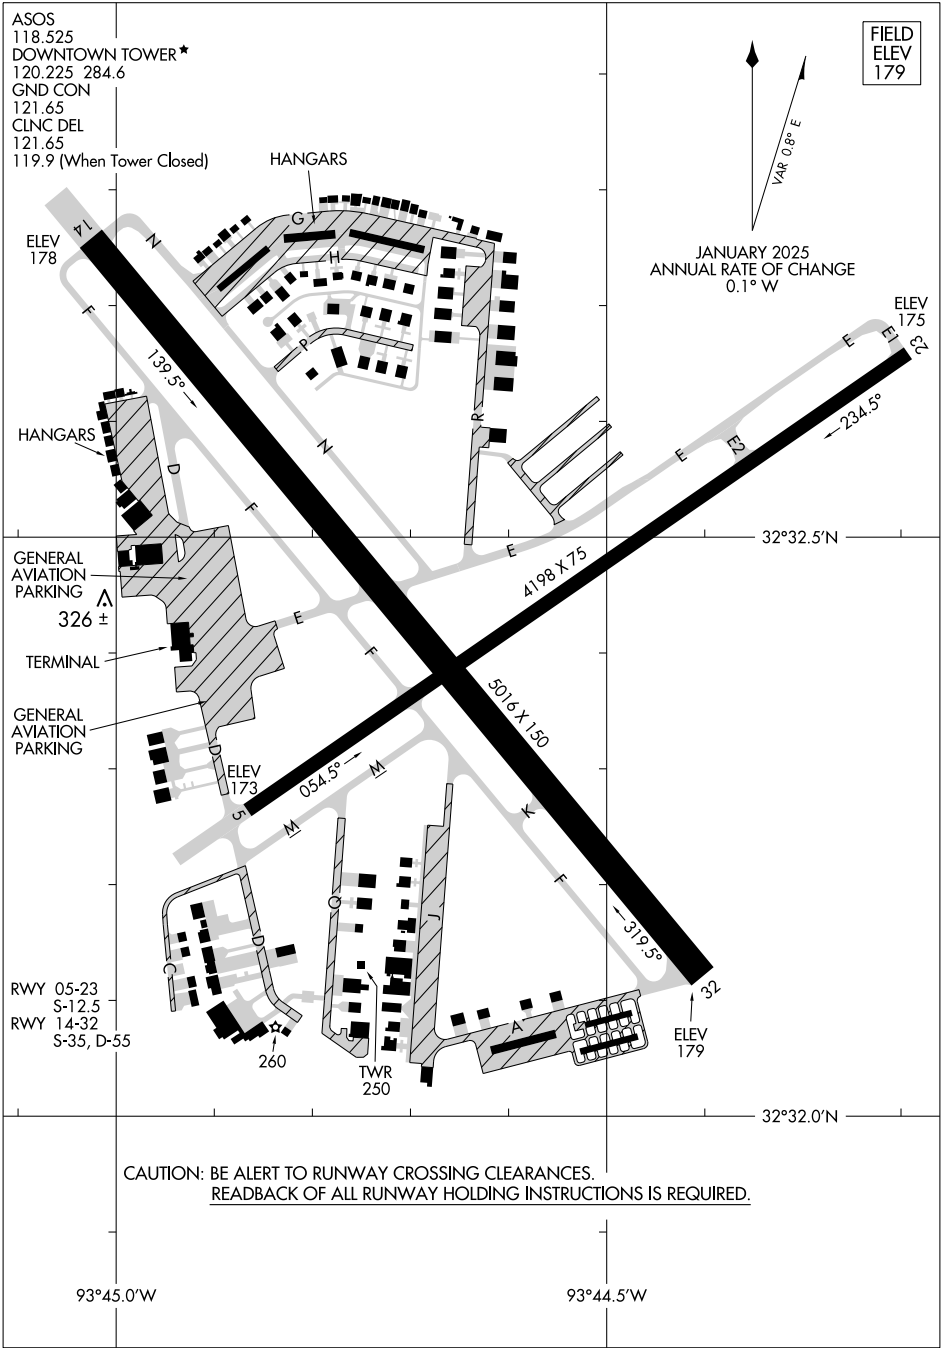 ASOS
118.525
DOWNTOWN TOWER★
120.225 284.6
GND CON
121.65
CLNC DEL
121.65
119.9 (When Tower Closed)
FIELD
ELEV
179
VAR 0.8° E
JANUARY 2025
ANNUAL RATE OF CHANGE
0.1° W
HANGARS
G
H
P
N
N
14
ELEV
178
F
139.5°
ELEV
175
E1
23
E
234.5°
E2
E
R
HANGARS
D
F
32°32.5'N
E
4198 X 75
GENERAL
AVIATION
PARKING
326 ±
E
F
TERMINAL
5016 X 150
GENERAL
AVIATION
PARKING
D
ELEV
173
054.5°
M
M
5
K
F
J
Q
D
C
319.5°
32
ELEV
179
RWY 05-23
S-12.5
RWY 14-32
S-35, D-55
A
260
TWR
250
32°32.0'N
CAUTION: BE ALERT TO RUNWAY CROSSING CLEARANCES.
READBACK OF ALL RUNWAY HOLDING INSTRUCTIONS IS REQUIRED.
93°45.0'W
93°44.5'W